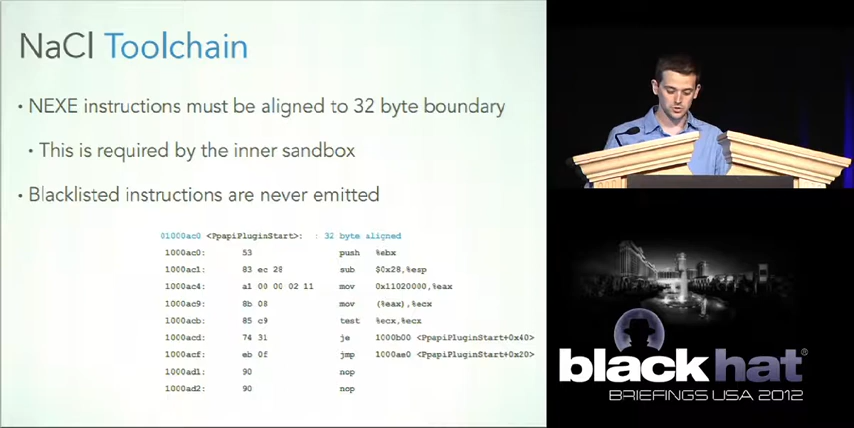 NaCl Toolchain
• NEXE instructions must be aligned to 32 byte boundary
• This is required by the inner sandbox
• Blacklisted instructions are never emitted
01000ac0 <PpapiPluginStart>: : 32 byte aligned
1000ac0: 53 push %ebx
1000ac1: 83 ec 28 sub $0x28,%esp
1000ac4: a1 00 00 02 11 mov 0x11020000,%eax
1000ac9: 8b 08 mov (%eax),%ecx
1000acb: 85 c9 test %ecx,%ecx
1000acd: 74 31 je 1000b00 <PpapiPluginStart+0x40>
1000acf: eb 0f jmp 1000ae0 <PpapiPluginStart+0x20>
1000ad1: 90 nop
1000ad2: 90 nop
blackhat®
BRIEFINGS USA 2012